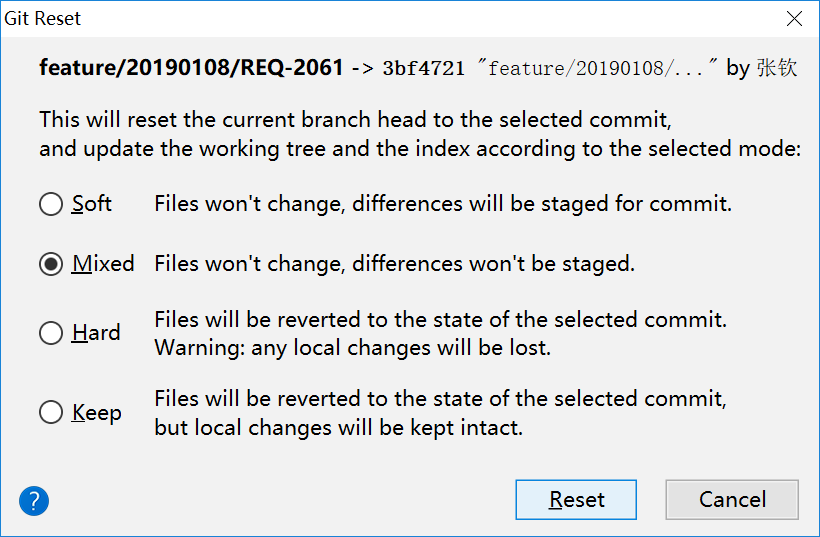 Git Reset
feature/20190108/REQ-2061 -> 3bf4721 "feature/20190108/..." by 张钦
This will reset the current branch head to the selected commit,
and update the working tree and the index according to the selected mode:
Soft Files won't change, differences will be staged for commit.
Mixed Files won't change, differences won't be staged.
Hard Files will be reverted to the state of the selected commit.
Warning: any local changes will be lost.
Keep Files will be reverted to the state of the selected commit,
but local changes will be kept intact.
? Reset Cancel